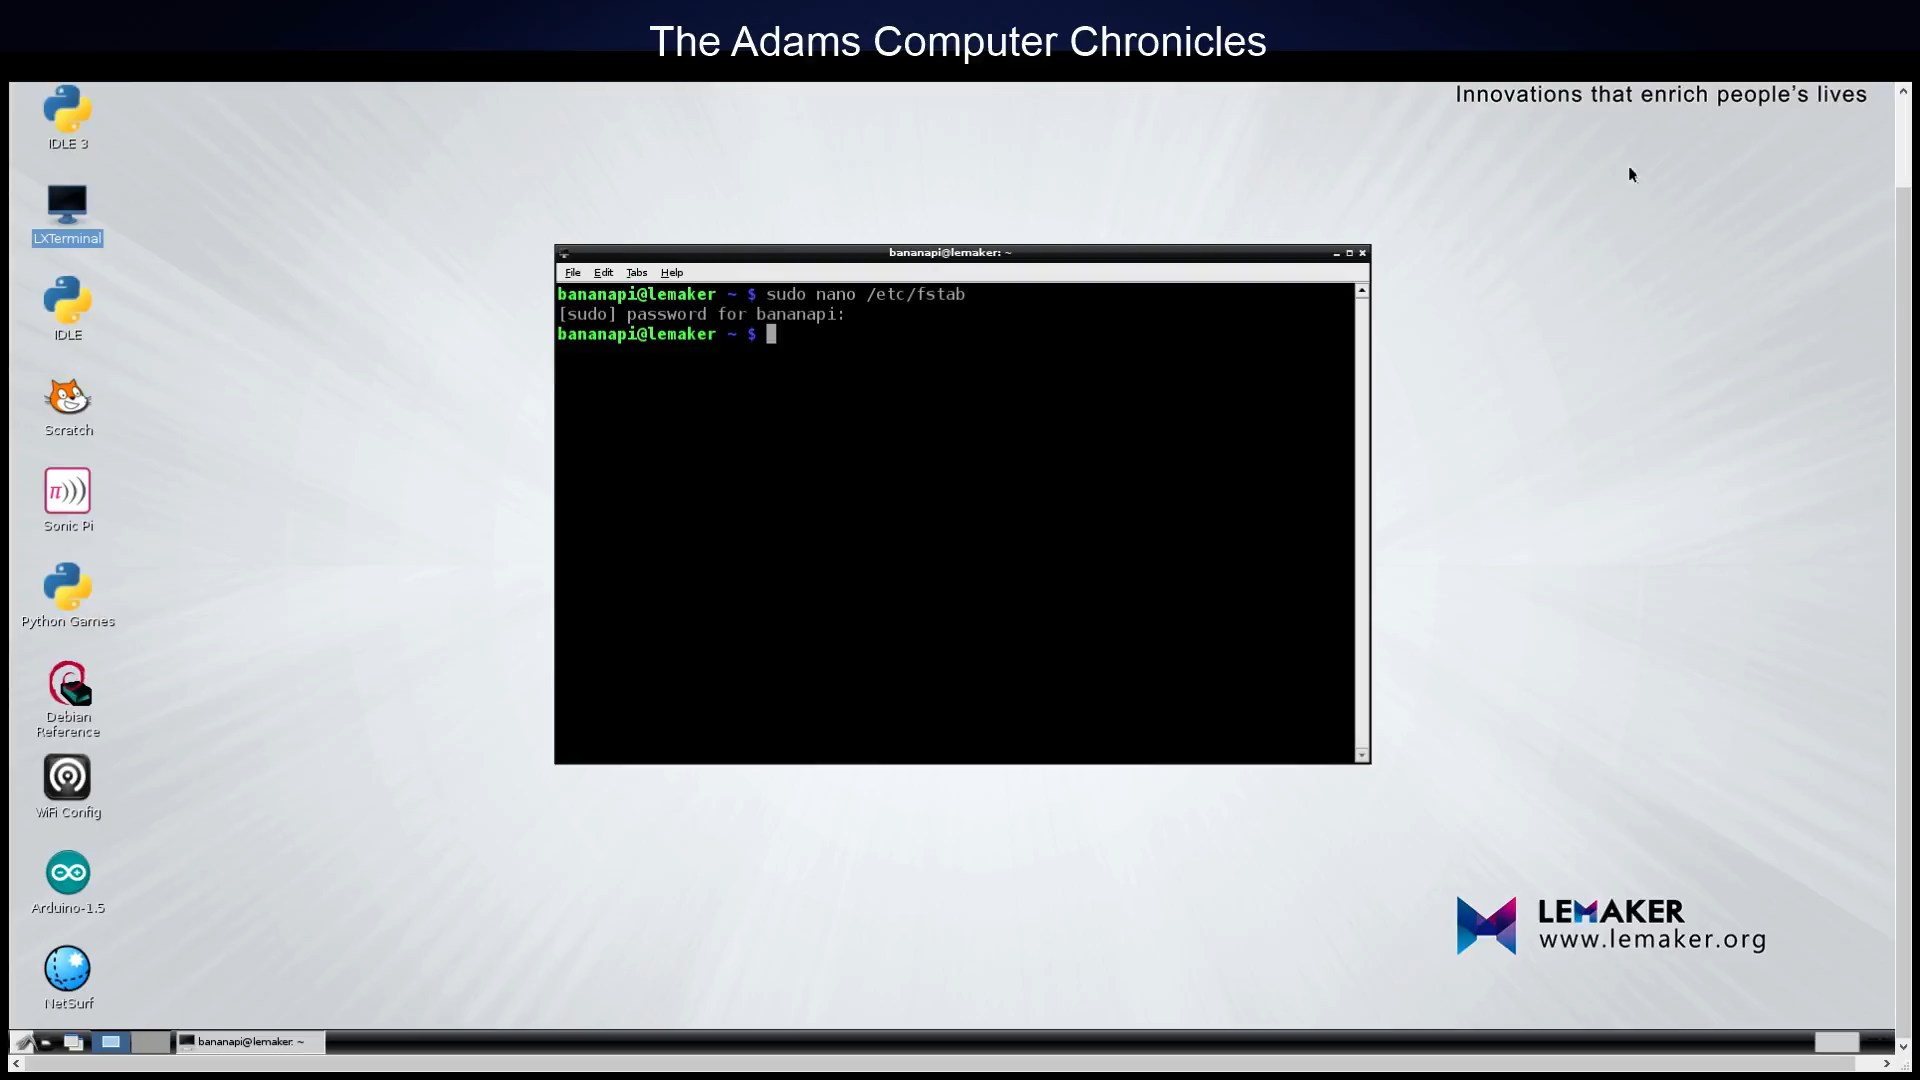 The Adams Computer Chronicles
Innovations that enrich people's lives
IDLE 3
LXTerminal
IDLE
Scratch
Sonic Pi
Python Games
Debian
Reference
WiFi Config
Arduino-1.5
NetSurf
bananapi@lemaker: ~
File Edit Tabs Help
bananapi@lemaker ~ $ sudo nano /etc/fstab
[sudo] password for bananapi:
bananapi@lemaker ~ $
LEMAKER
www.lemaker.org
bananapi@lemaker: ~